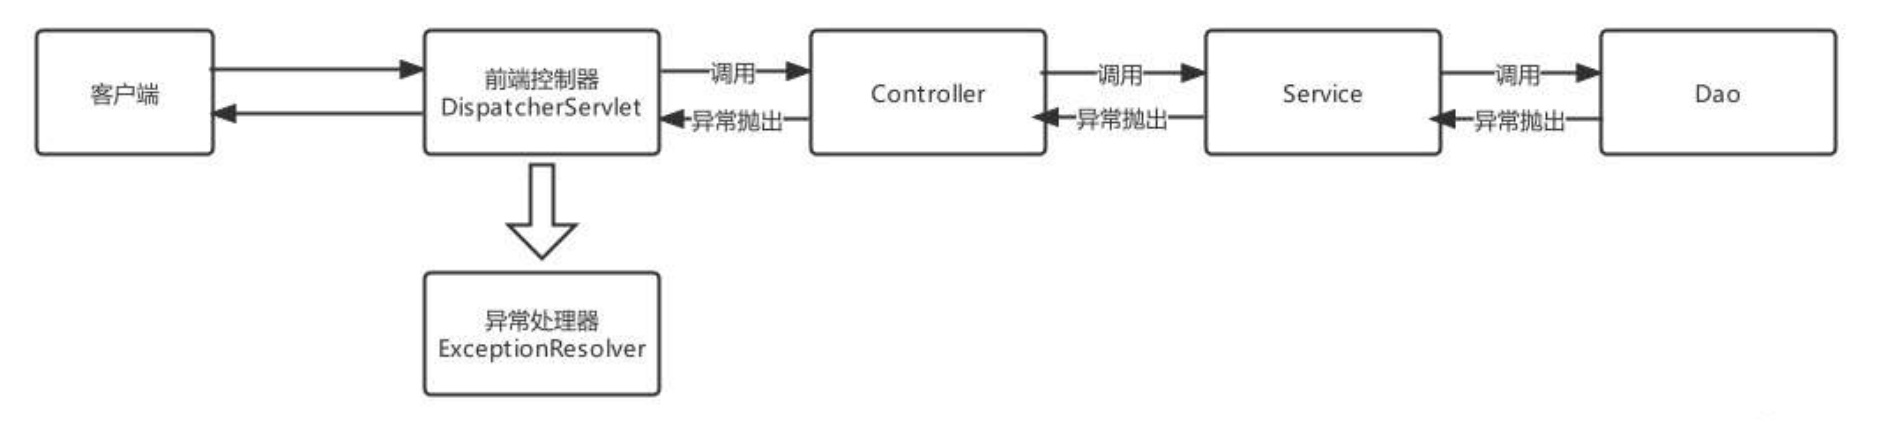 客户端
前端控制器
DispatcherServlet
调用
异常抛出
Controller
调用
异常抛出
Service
调用
异常抛出
Dao
异常处理器
ExceptionResolver